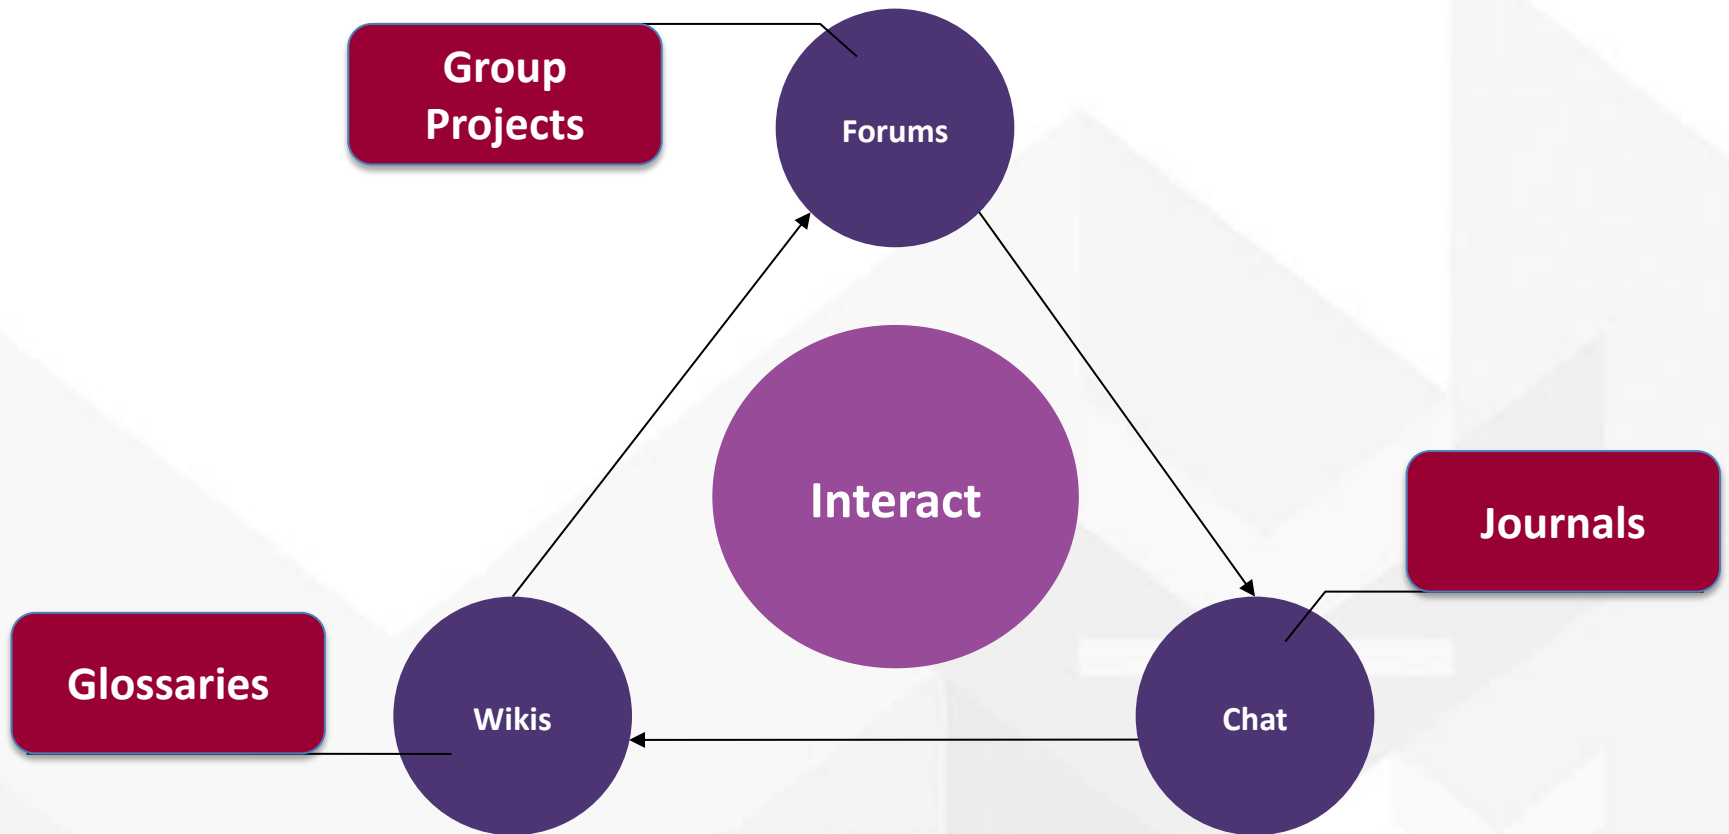 Group
Projects
Forums
Interact
Journals
Glossaries
Wikis
Chat